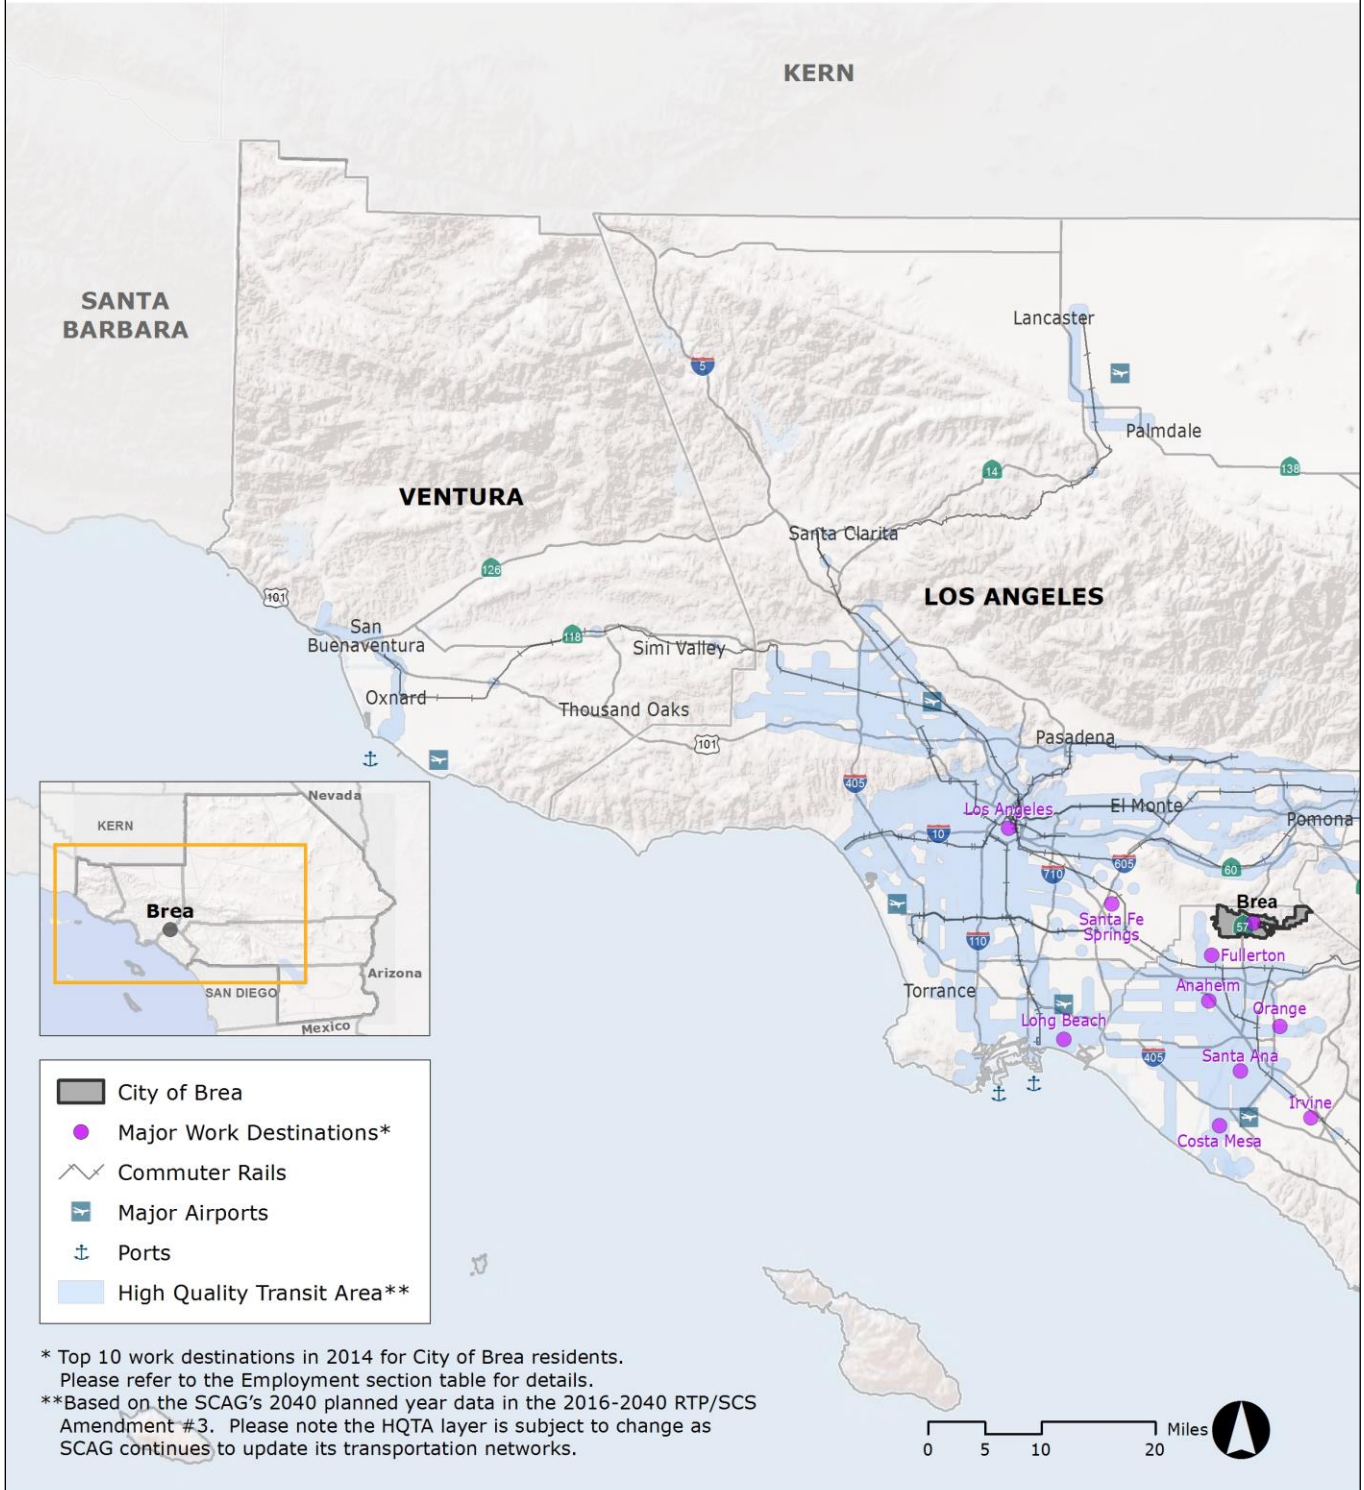 KERN
SANTA
BARBARA
Lancaster
5
Palmdale
14
138
VENTURA
Santa Clarita
126
LOS ANGELES
101
San
Buenaventura
118
Simi Valley
Oxnard
Thousand Oaks
101
Pasadena
405
Los Angeles
El Monte
Pomona
10
710
605
60
Brea
57
Santa Fe
Springs
110
Fullerton
Torrance
Anaheim
Orange
Long Beach
405
Santa Ana
Irvine
Costa Mesa
Nevada
KERN
Brea
Arizona
SAN DIEGO
Mexico
City of Brea
Major Work Destinations*
Commuter Rails
Major Airports
Ports
High Quality Transit Area**
* Top 10 work destinations in 2014 for City of Brea residents.
Please refer to the Employment section table for details.
**Based on the SCAG’s 2040 planned year data in the 2016-2040 RTP/SCS
Amendment #3. Please note the HQTA layer is subject to change as
SCAG continues to update its transportation networks.
0 5 10 20 Miles